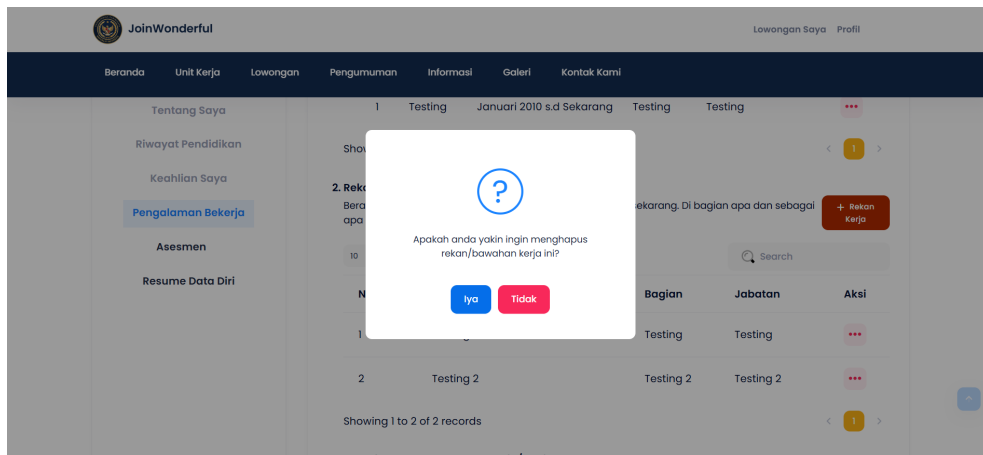 JoinWonderful
Lowongan Saya Profil
Beranda Unit Kerja Lowongan Pengumuman Informasi Galeri Kontak Kami
Tentang Saya
Riwayat Pendidikan
Keahlian Saya
Pengalaman Bekerja
Asesmen
Resume Data Diri
1 Testing Januari 2010 s.d Sekarang Testing Testing
1
2.
ekarang. Di bagian apa dan sebagai
apa
+ Rekan
Kerja
10
Search
Bagian Jabatan Aksi
1 Testing Testing
2 Testing 2 Testing 2 Testing 2
Showing 1 to 2 of 2 records
1
?
Apakah anda yakin ingin menghapus
rekan/bawahan kerja ini?
Iya Tidak